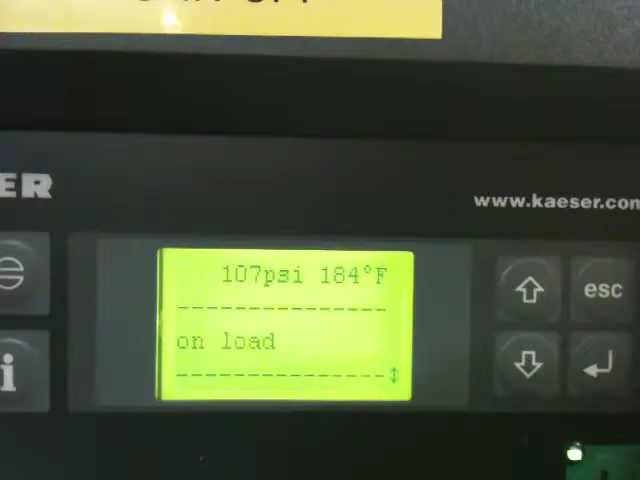 ER
www.kaeser.com
107psi 184°F
---------------
on load
---------------↕
esc
i